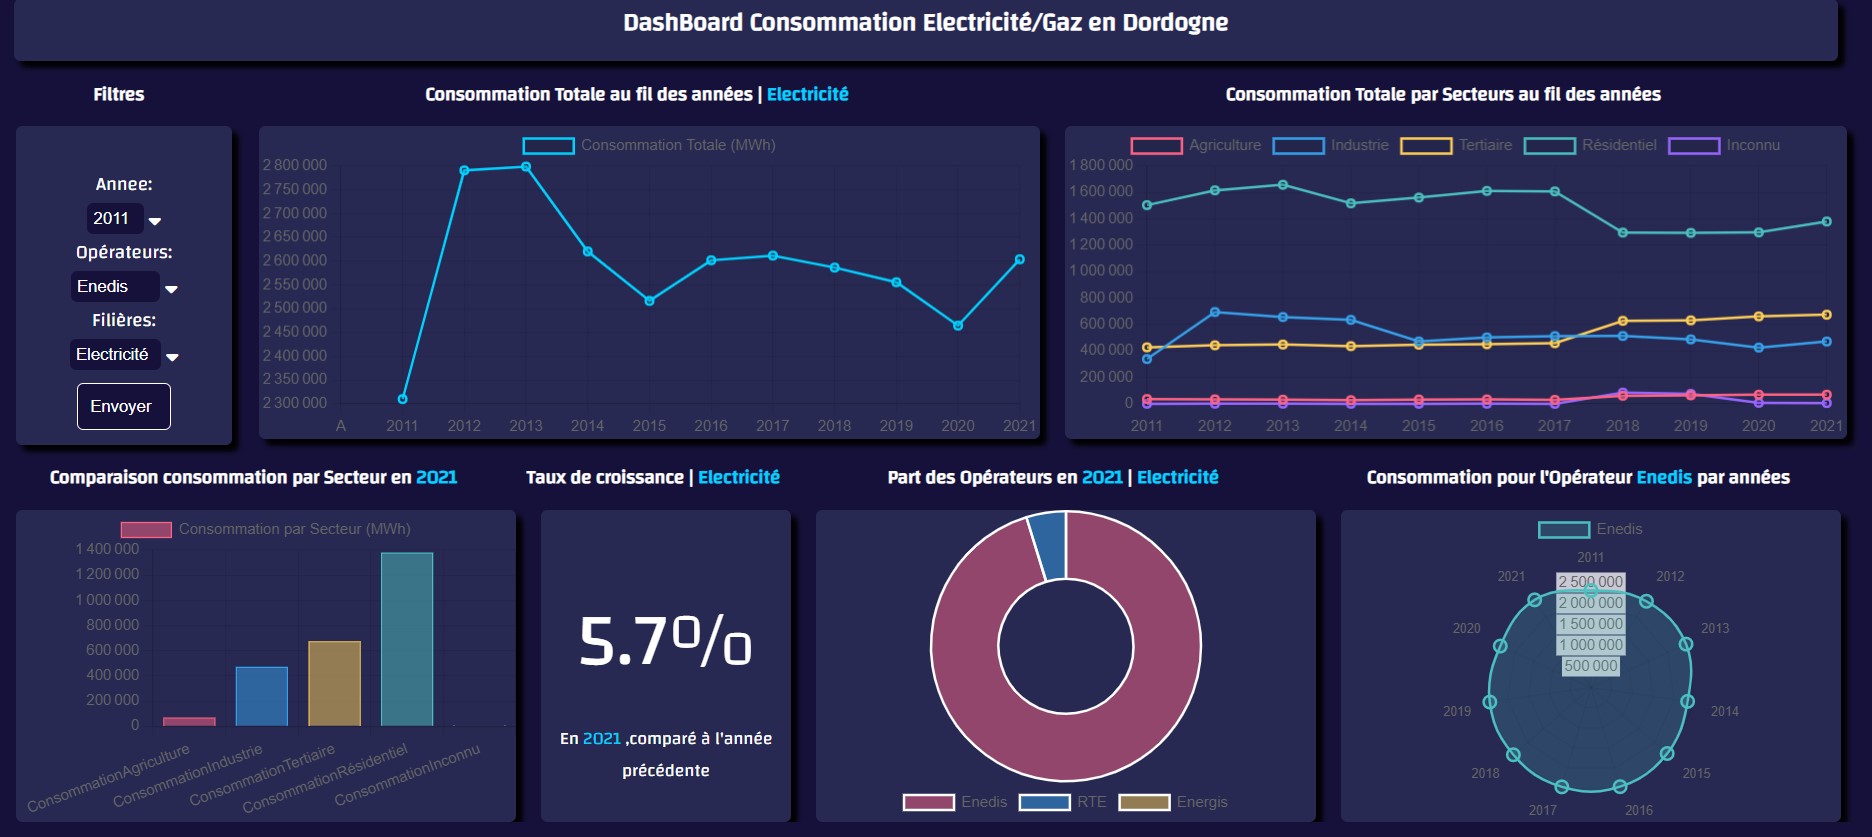 DashBoard Consommation Electricité/Gaz en Dordogne
Filtres
Annee:
2011
Opérateurs:
Enedis
Filières:
Electricité
Envoyer
Consommation Totale au fil des années | Electricité
Consommation Totale (MWh)
2 800 000
2 750 000
2 700 000
2 650 000
2 600 000
2 550 000
2 500 000
2 450 000
2 400 000
2 350 000
2 300 000
A 2011 2012 2013 2014 2015 2016 2017 2018 2019 2020 2021
Consommation Totale par Secteurs au fil des années
Agriculture Industrie Tertiaire Résidentiel Inconnu
1 800 000
1 600 000
1 400 000
1 200 000
1 000 000
800 000
600 000
400 000
200 000
0
2011 2012 2013 2014 2015 2016 2017 2018 2019 2020 2021
Comparaison consommation par Secteur en 2021
Consommation par Secteur (MWh)
1 400 000
1 200 000
1 000 000
800 000
600 000
400 000
200 000
0
ConsommationAgriculture
ConsommationIndustrie
ConsommationTertiaire
ConsommationRésidentiel
ConsommationInconnu
Taux de croissance | Electricité
5.7%
En 2021 ,comparé à l'année
précédente
Part des Opérateurs en 2021 | Electricité
Enedis RTE Energis
Consommation pour l'Opérateur Enedis par années
Enedis
2011
2012
2013
2014
2015
2016
2017
2018
2019
2020
2021
2 500 000
2 000 000
1 500 000
1 000 000
500 000